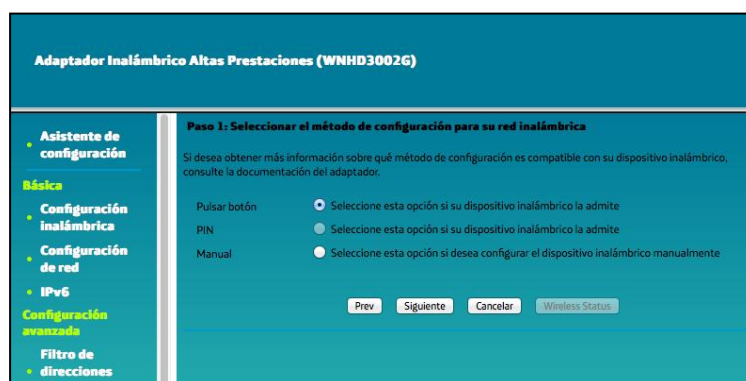 Adaptador Inalámbrico Altas Prestaciones (WNHD3002G)
Asistente de
configuración
Básica
Configuración
inalámbrica
Configuración
de red
IPv6
Configuración
avanzada
Filtro de
direcciones
Paso 1: Seleccionar el método de configuración para su red inalámbrica
Si desea obtener más información sobre qué método de configuración es compatible con su dispositivo inalámbrico,
consulte la documentación del adaptador.
Pulsar botón Seleccione esta opción si su dispositivo inalámbrico la admite
PIN Seleccione esta opción si su dispositivo inalámbrico la admite
Manual Seleccione esta opción si desea configurar el dispositivo inalámbrico manualmente
Prev Siguiente Cancelar Wireless Status